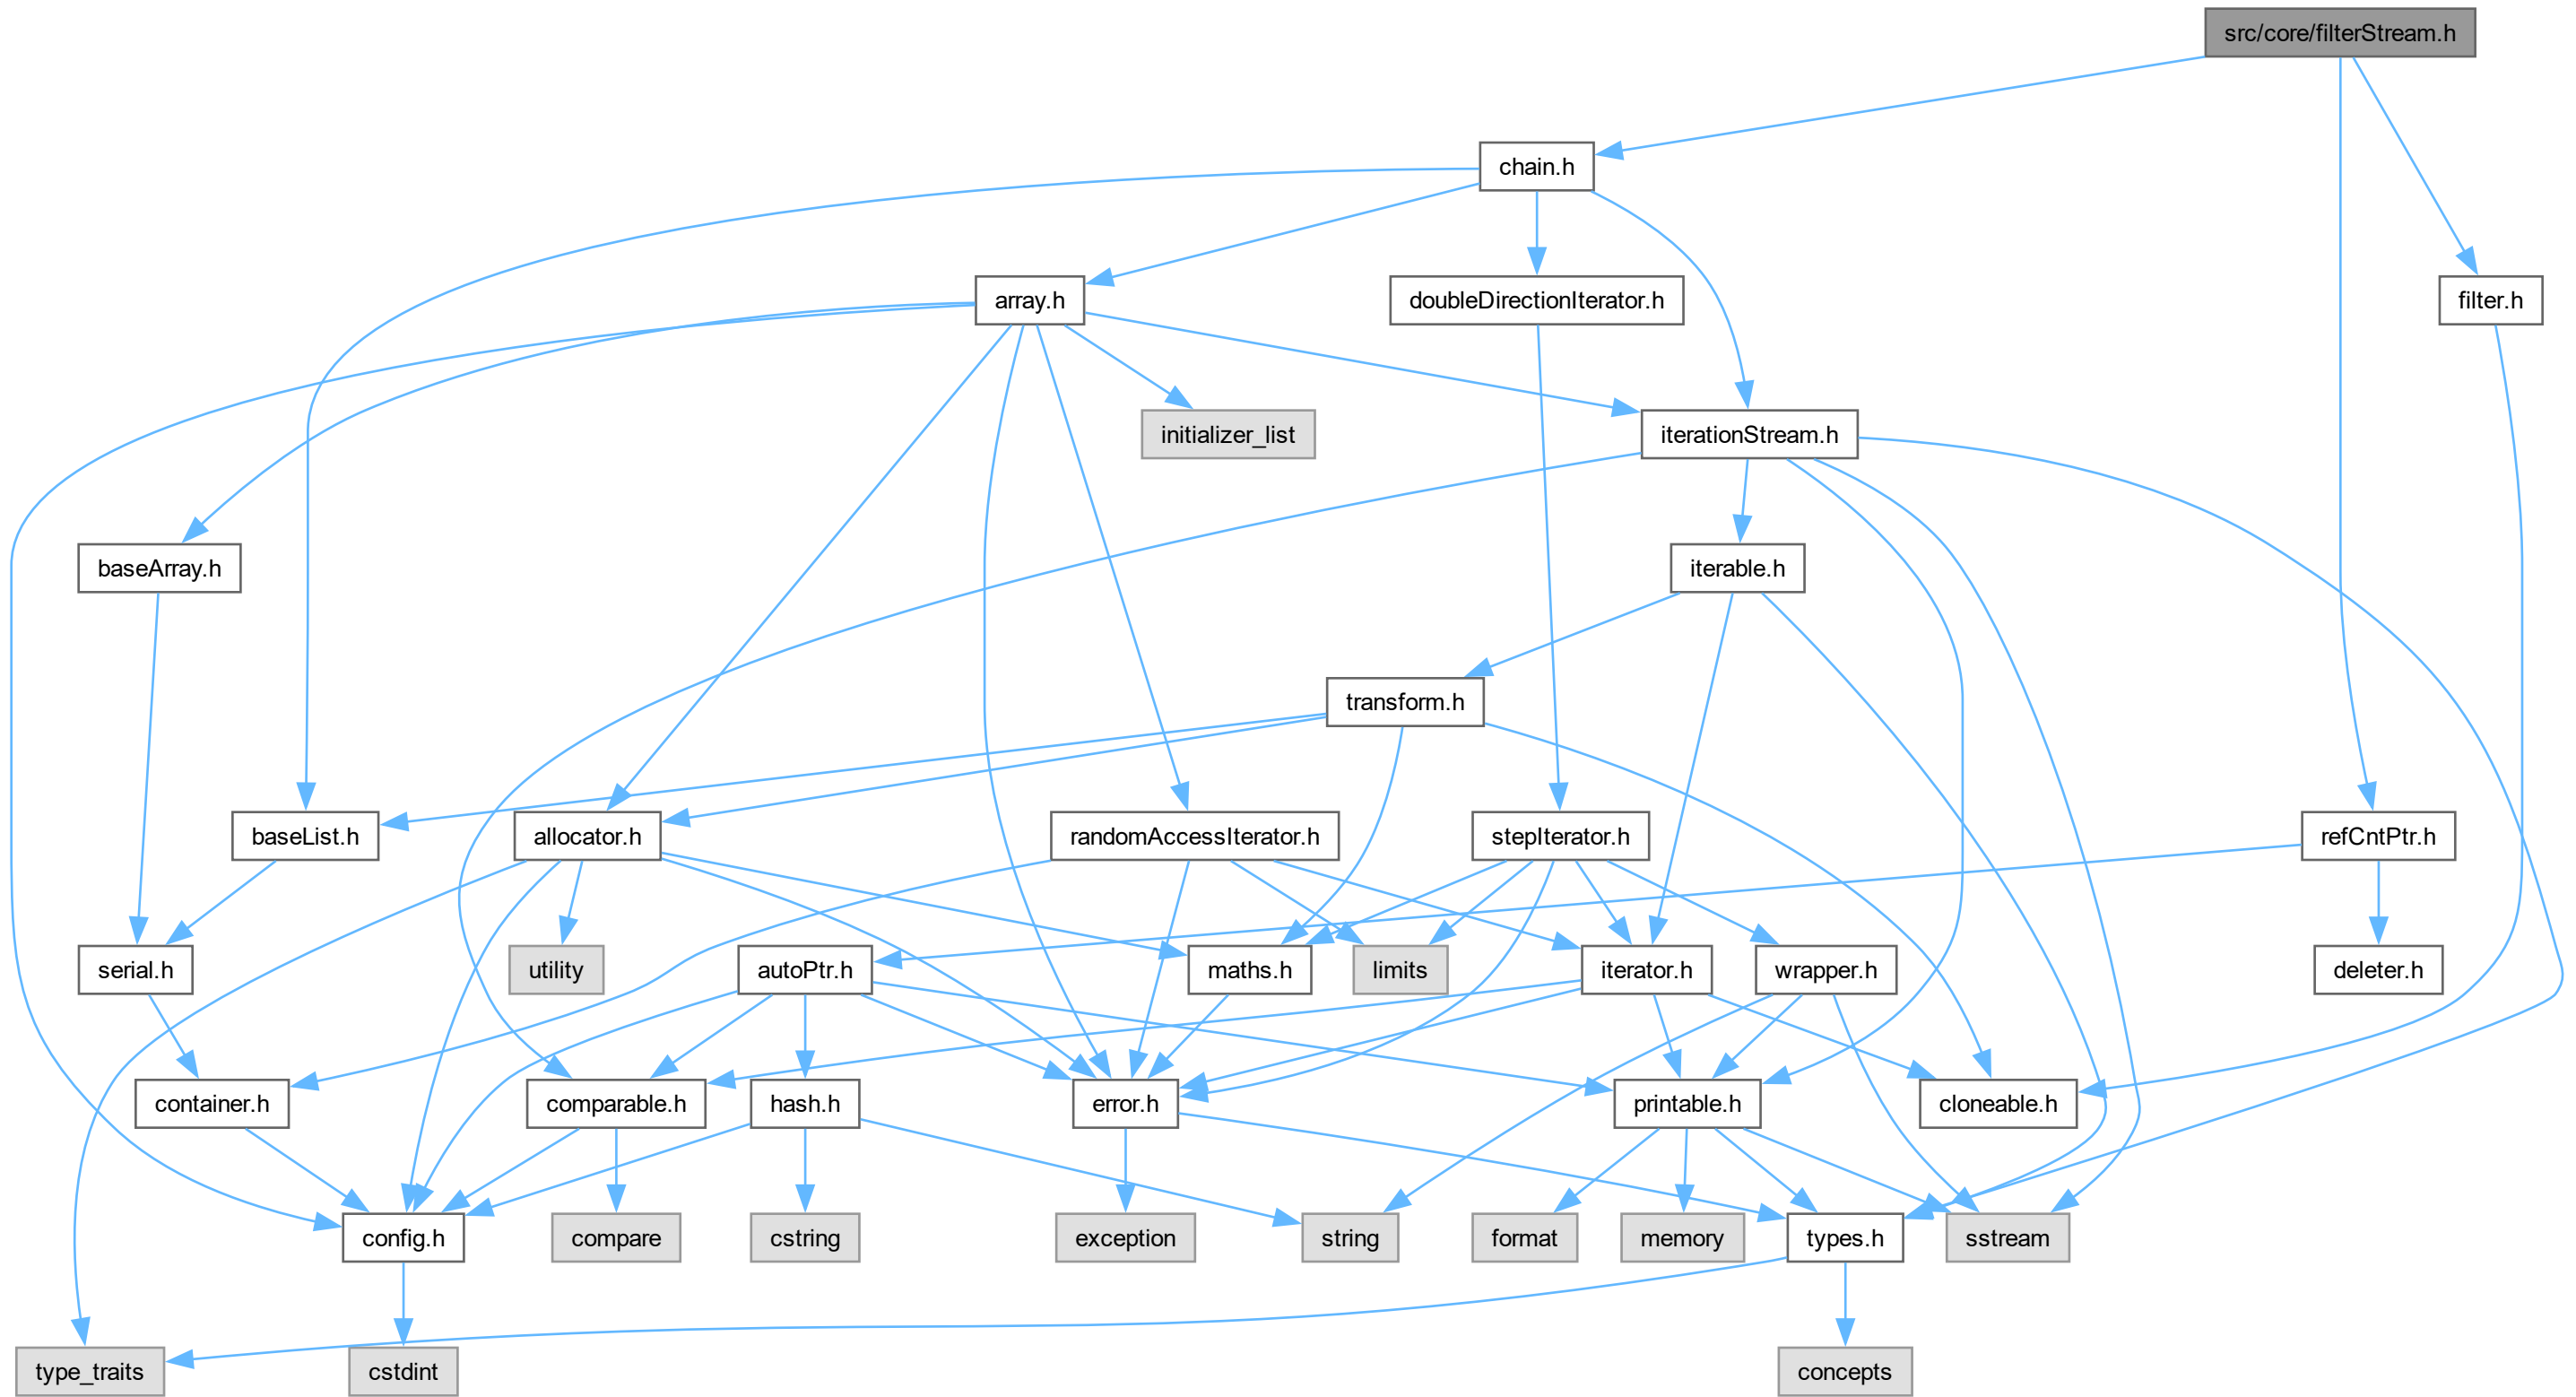 src/core/filterStream.h
chain.h
array.h
doubleDirectionIterator.h
filter.h
initializer_list
iterationStream.h
baseArray.h
iterable.h
transform.h
baseList.h
allocator.h
randomAccessIterator.h
stepIterator.h
refCntPtr.h
serial.h
utility
autoPtr.h
maths.h
limits
iterator.h
wrapper.h
deleter.h
container.h
comparable.h
hash.h
error.h
printable.h
cloneable.h
config.h
compare
cstring
exception
string
format
memory
types.h
sstream
type_traits
cstdint
concepts